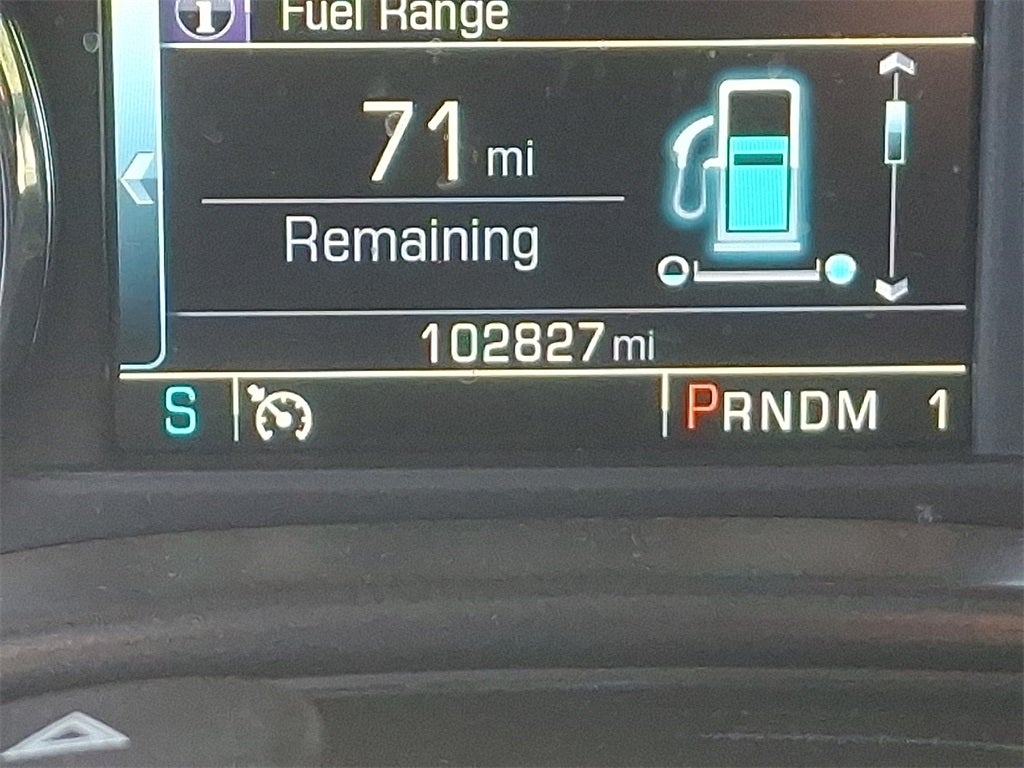 i Fuel Range
71 mi
Remaining
102827 mi
S PRNDM 1